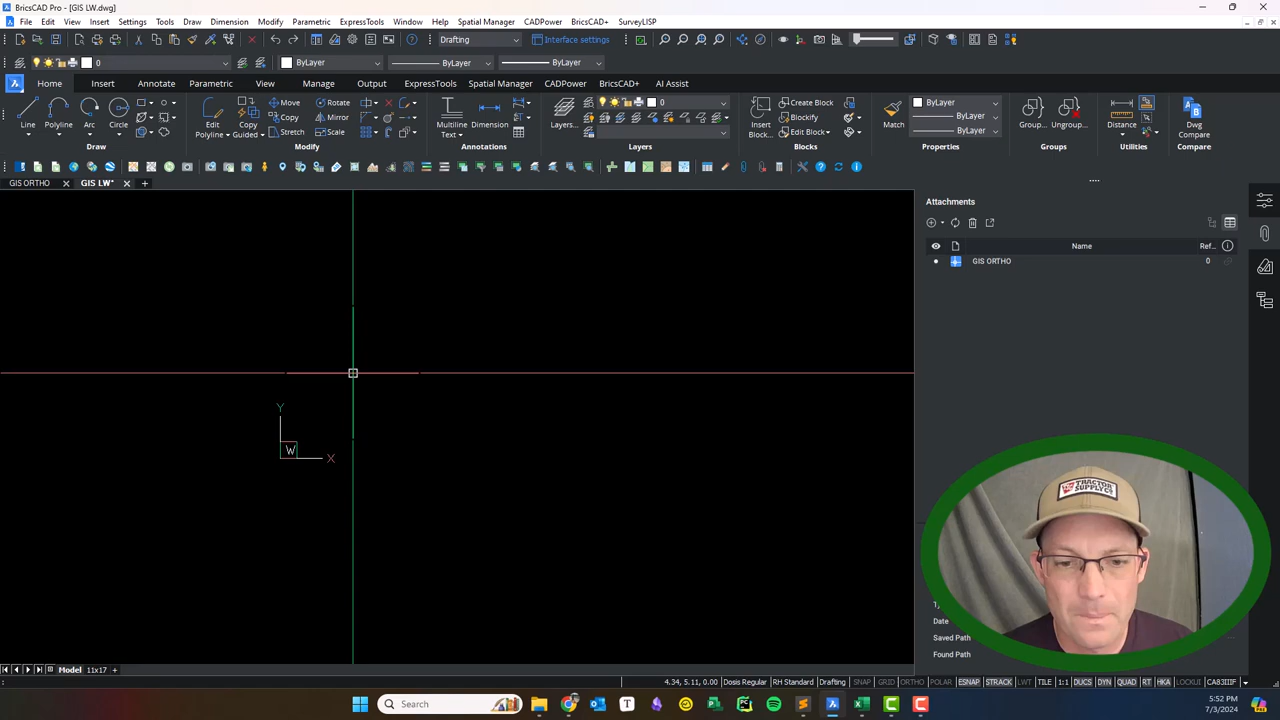 BricsCAD Pro - [GIS LW.dwg]
File Edit View Insert Settings Tools Draw Dimension Modify Parametric ExpressTools Window Help Spatial Manager CADPower BricsCAD+ SurveyLISP
Drafting Interface settings
0 ByLayer ByLayer ByLayer
Home Insert Annotate Parametric View Manage Output ExpressTools Spatial Manager CADPower BricsCAD+ AI Assist
Move Rotate 0 Create Block ByLayer
Mirror Blockify ByLayer
Line Polyline Arc Circle Edit Polyline Copy Guided Stretch Scale Multiline Text Dimension Layers... Insert Block... Edit Block Match ByLayer Group... Ungroup... Distance Dwg Compare
Draw Modify Annotations Layers Blocks Properties Groups Utilities Compare
GIS ORTHO GIS LW*
Attachments
Name Ref...
GIS ORTHO 0
Y
W X
TRACTOR
SUPPLY CO
Date
Saved Path
Found Path
Model 11x17
: 4.34, 5.11, 0.00 Dosis Regular RH Standard Drafting SNAP GRID ORTHO POLAR ESNAP STRACK LWT TILE 1:1 DUCS DYN QUAD RT HKA LOCKUI CAB3IIIF
Search
5:52 PM
7/3/2024